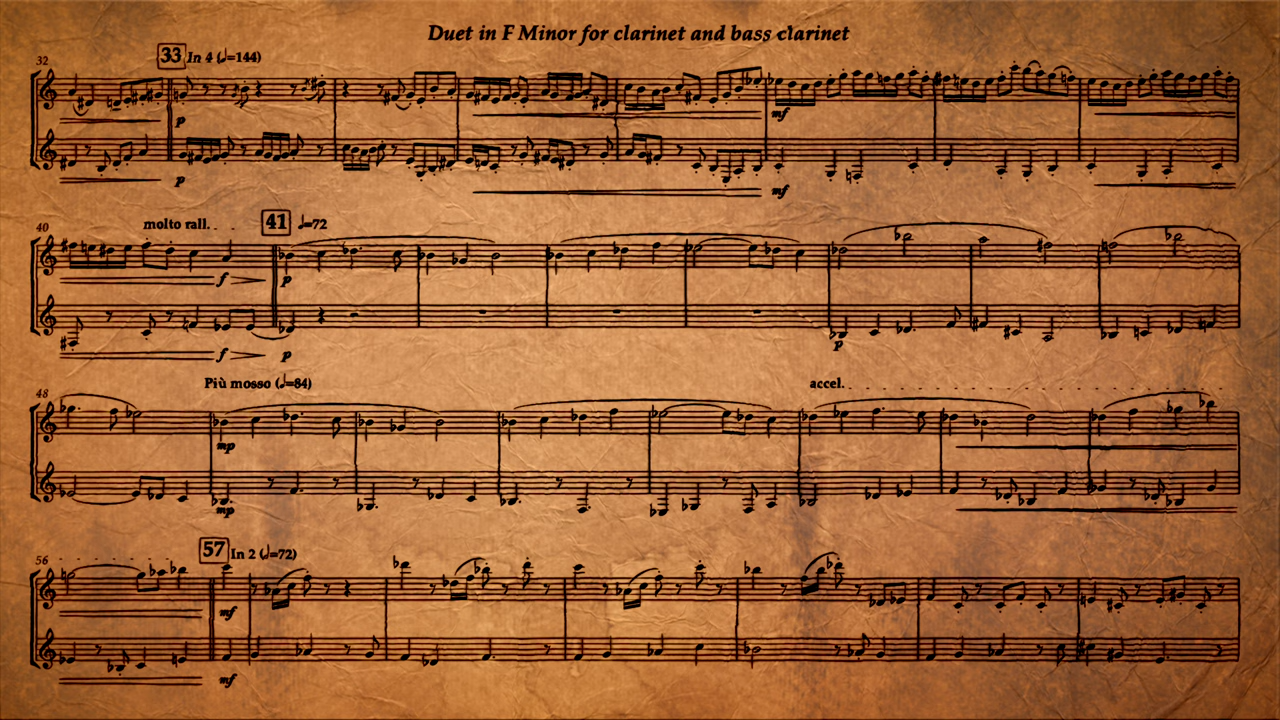 Duet in F Minor for clarinet and bass clarinet
32 33 In 4 (♩=144)
p mf
p mf
40 molto rall. . . 41 ♩=72
f p
f p p
48 Più mosso (♩=84) accel.
mp
mp
56 57 In 2 (♩=72)
mf
mf